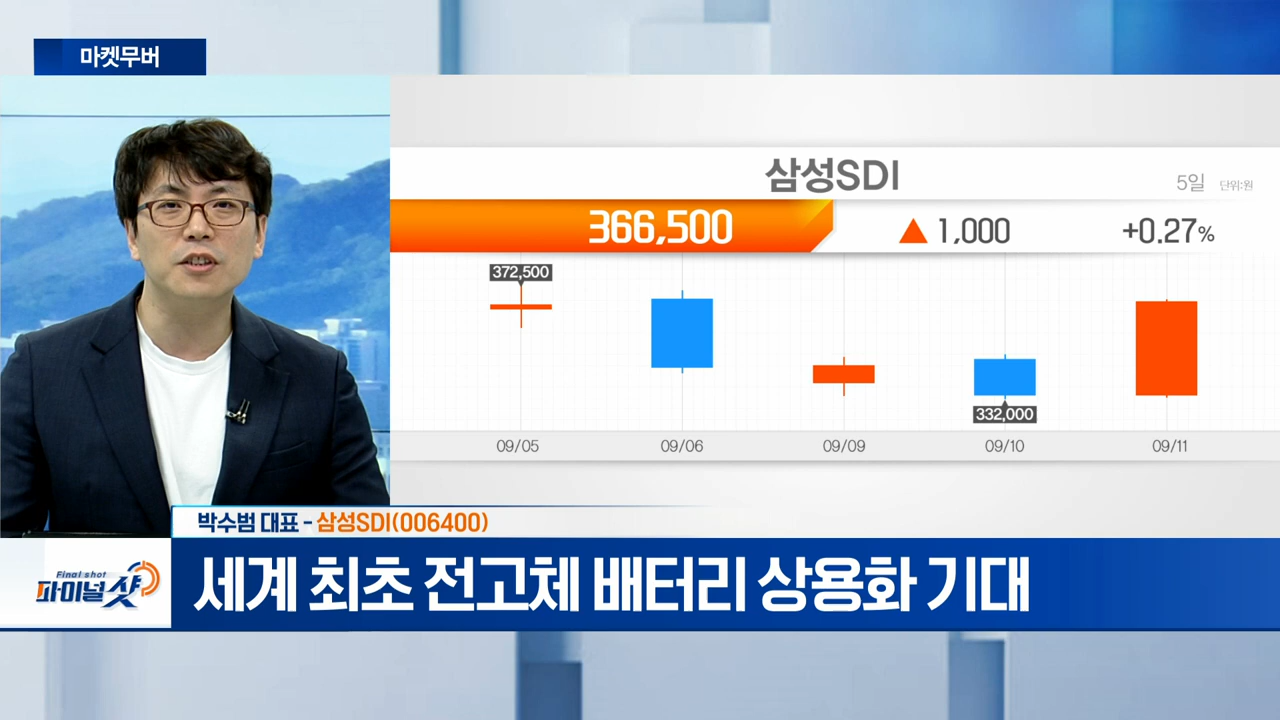 마켓무버
삼성SDI
5일 단위:원
366,500 ▲ 1,000 +0.27%
372,500
332,000
09/05 09/06 09/09 09/10 09/11
박수범 대표 - 삼성SDI(006400)
Final shot
파이널샷
세계 최초 전고체 배터리 상용화 기대